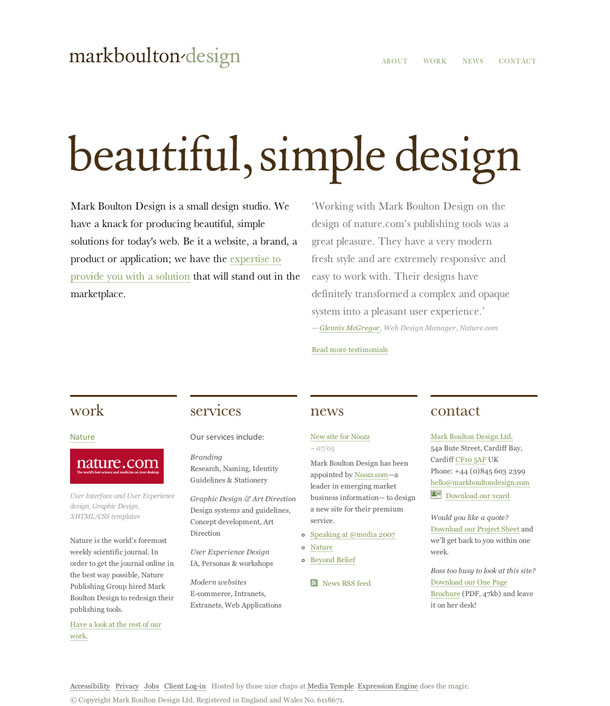 markboulton design
ABOUT WORK NEWS CONTACT
beautiful, simple design
Mark Boulton Design is a small design studio. We
have a knack for producing beautiful, simple
solutions for today's web. Be it a website, a brand, a
product or application; we have the expertise to
provide you with a solution that will stand out in the
marketplace.
‘Working with Mark Boulton Design on the
design of nature.com’s publishing tools was a
great pleasure. They have a very modern
fresh style and are extremely responsive and
easy to work with. Their designs have
definitely transformed a complex and opaque
system into a pleasant user experience.’
— Glennis McGregor, Web Design Manager, Nature.com
Read more testimonials
work
Nature
nature.com
The world's best science and medicine on your desktop
User Interface and User Experience
design, Graphic Design,
XHTML/CSS templates
Nature is the world's foremost
weekly scientific journal. In
order to get the journal online in
the best way possible, Nature
Publishing Group hired Mark
Boulton Design to redesign their
publishing tools.
Have a look at the rest of our
work.
services
Our services include:
Branding
Research, Naming, Identity
Guidelines & Stationery
Graphic Design & Art Direction
Design systems and guidelines,
Concept development, Art
Direction
User Experience Design
IA, Personas & workshops
Modern websites
E-commerce, Intranets,
Extranets, Web Applications
news
New site for Noozz
– 07/05
Mark Boulton Design has been
appointed by Noozz.com—a
leader in emerging market
business information— to design
a new site for their premium
service.
Speaking at @media 2007
Nature
Beyond Belief
News RSS feed
contact
Mark Boulton Design Ltd.
54a Bute Street, Cardiff Bay,
Cardiff CF10 5AF UK
Phone: +44 (0)845 603 2399
hello@markboultondesign.com
Download our vcard
Would you like a quote?
Download our Project Sheet and
we'll get back to you within one
week.
Boss too busy to look at this site?
Download our One Page
Brochure (PDF, 47kb) and leave
it on her desk!
Accessibility Privacy Jobs Client Log-in Hosted by those nice chaps at Media Temple. Expression Engine does the magic.
© Copyright Mark Boulton Design Ltd. Registered in England and Wales No. 6118671.